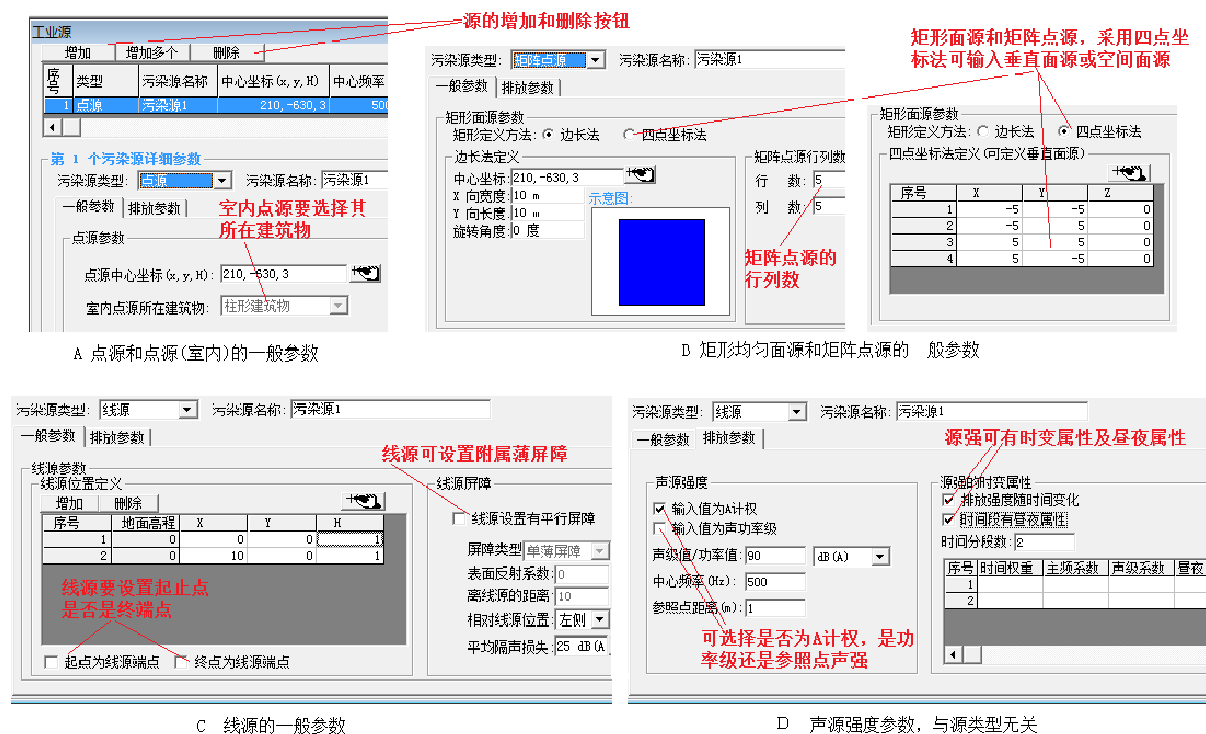 源的增加和删除按钮
工业源
增加 增加多个 删除
序号 类型 污染源名称 中心坐标(x,y,H) 中心频率
1 点源 污染源1 210,-630,3 500
第 1 个污染源详细参数
污染源类型: 点源 污染源名称: 污染源1
一般参数 排放参数
室内点源要选择其
所在建筑物
点源参数
点源中心坐标(x,y,H): 210,-630,3
室内点源所在建筑物: 柱形建筑物
A 点源和点源(室内)的一般参数
污染源类型: 矩阵点源 污染源名称: 污染源1
一般参数 排放参数
矩形面源参数
矩形定义方法: 边长法 四点坐标法
边长法定义
中心坐标: 210,-630,3
X 向宽度: 10 m
Y 向长度: 10 m
旋转角度: 0 度
示意图:
矩阵点源行列数
行 数: 5
列 数: 5
矩阵点源的
行列数
矩形面源和矩阵点源，采用四点坐
标法可输入垂直面源或空间面源
矩形面源参数
矩形定义方法: 边长法 四点坐标法
四点坐标法定义(可定义垂直面源)
序号 X Y Z
1 -5 -5 0
2 -5 5 0
3 5 5 0
4 5 -5 0
B 矩形均匀面源和矩阵点源的 般参数
污染源类型: 线源 污染源名称: 污染源1
一般参数 排放参数
线源可设置附属薄屏障
线源参数
线源位置定义
增加 删除
序号 地面高程 X Y H
1 0 0 0 1
2 0 10 0 1
线源要设置起止点
是否是终端点
起点为线源端点 终点为线源端点
线源屏障
线源设置有平行屏障
屏障类型 单薄屏障
表面反射系数: 0
离线源的距离: 10
相对线源位置: 左侧
平均隔声损失: 25 dB(A
C 线源的一般参数
污染源类型: 线源 污染源名称: 污染源1
一般参数 排放参数
源强可有时变属性及昼夜属性
声源强度
输入值为A计权
输入值为声功率级
声级值/功率值: 90 dB(A)
中心频率(Hz): 500
参照点距离(m): 1
可选择是否为A计权，是功
率级还是参照点声强
源强的时变属性
排放强度随时间变化
时间段有昼夜属性
时间分段数: 2
序号 时间权重 主频系数 声级系数 昼夜
1
2
D 声源强度参数，与源类型无关